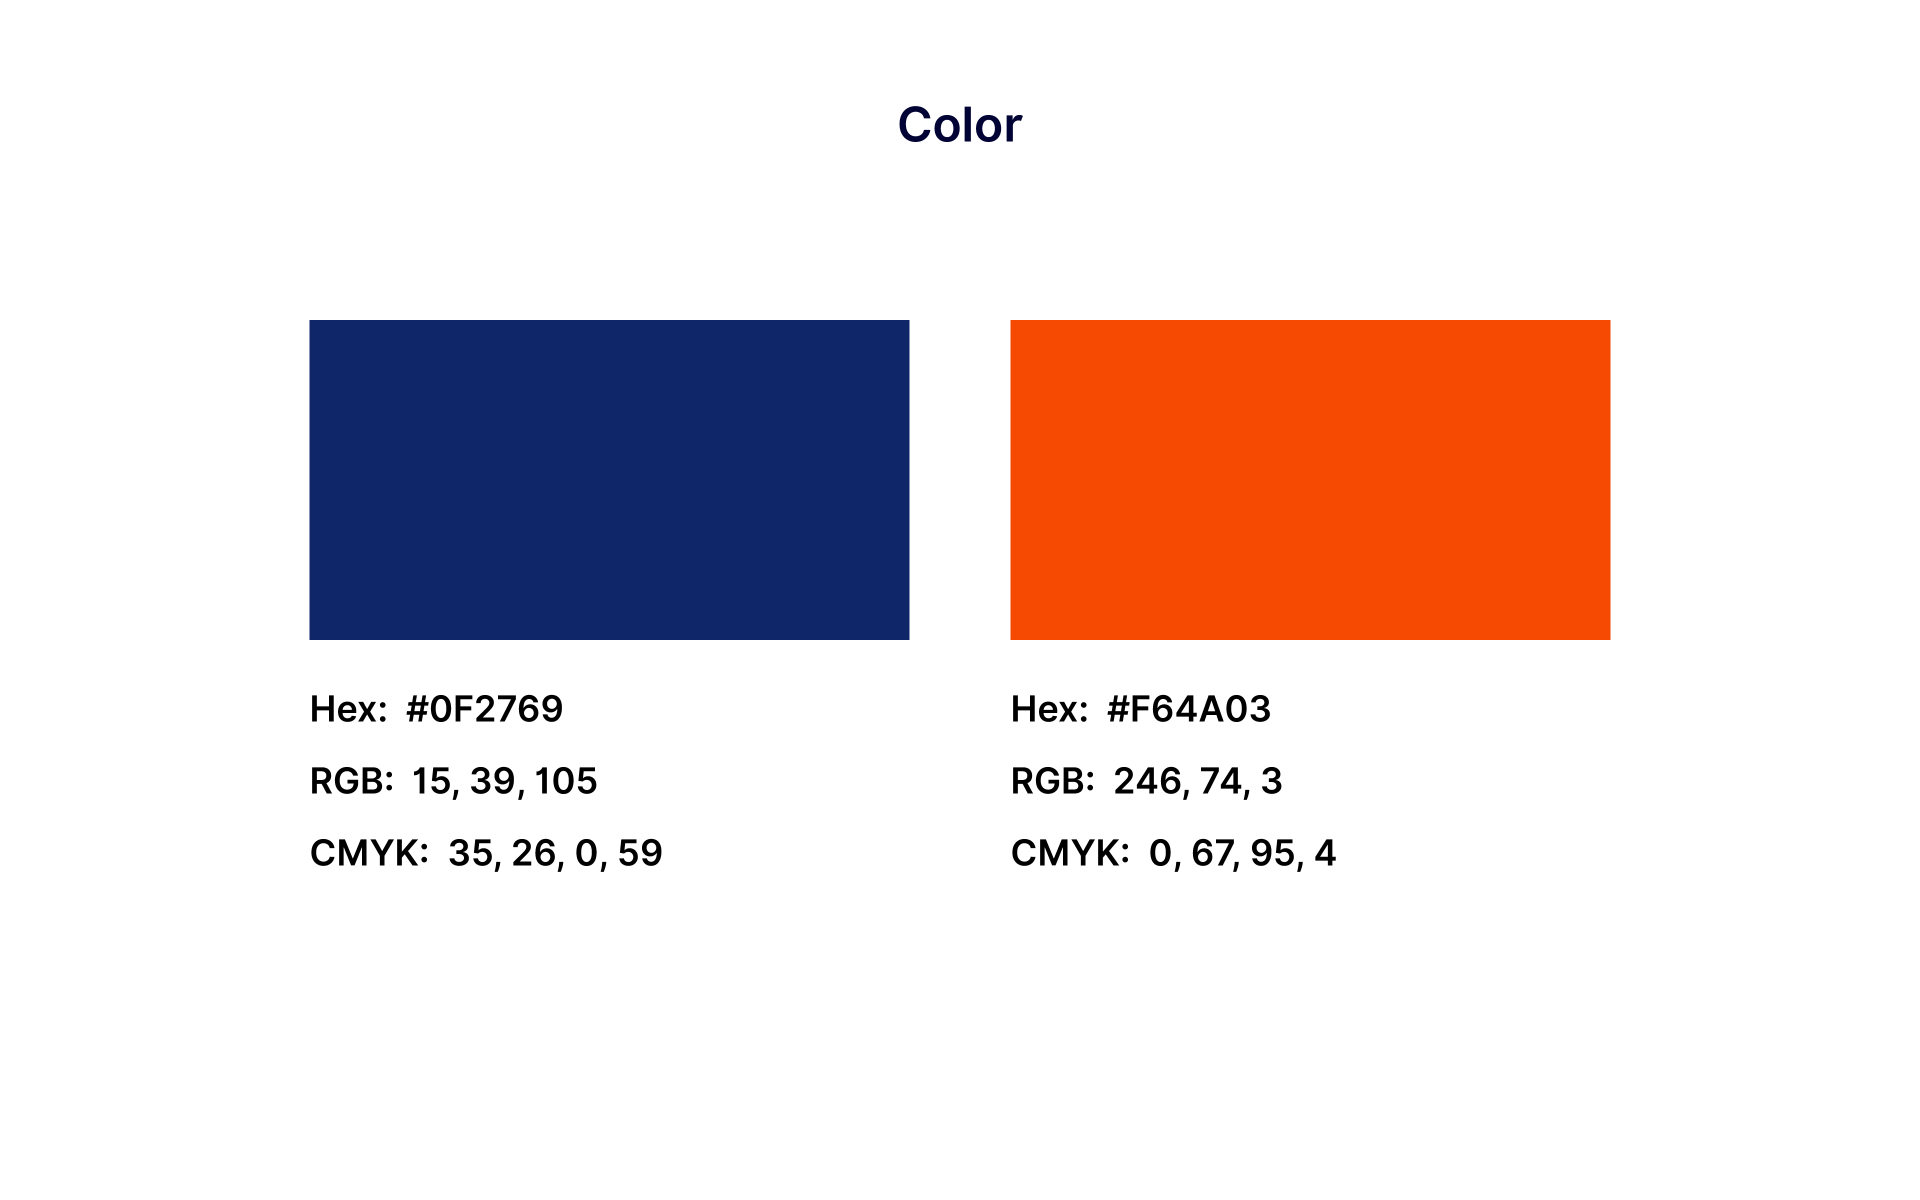 Color
Hex: #0F2769
RGB: 15, 39, 105
CMYK: 35, 26, 0, 59
Hex: #F64A03
RGB: 246, 74, 3
CMYK: 0, 67, 95, 4